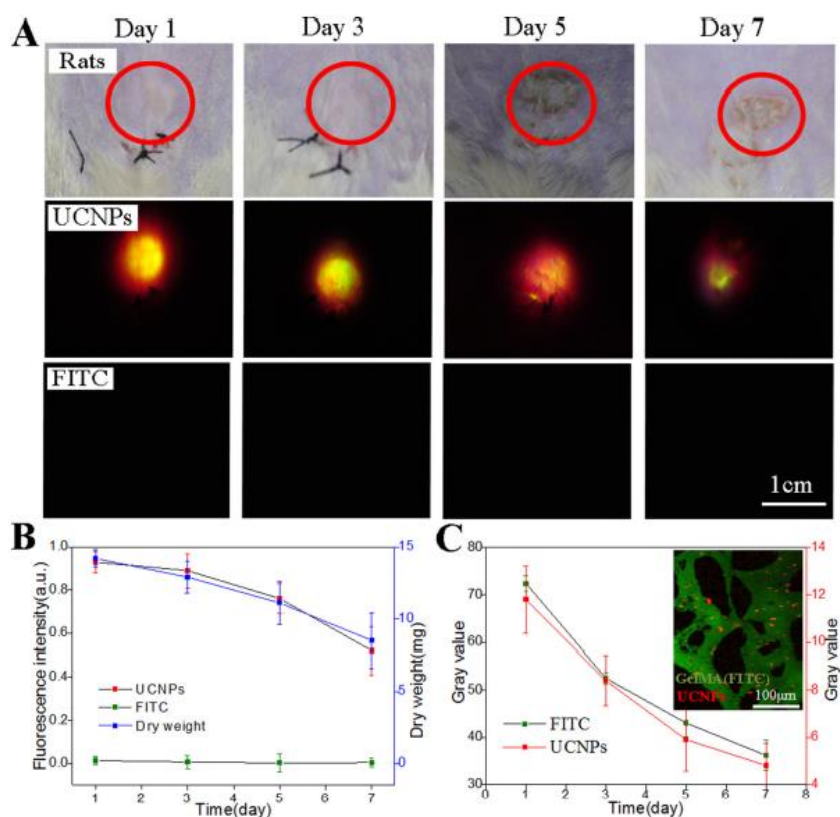 A
Day 1 Day 3 Day 5 Day 7
Rats
UCNPs
FITC
1cm
B
Fluorescence intensity(a.u.)
1.0
0.8
0.6
0.4
0.2
0.0
UCNPs
FITC
Dry weight
15
10
5
0
Dry weight(mg)
1 2 3 4 5 6 7
Time(day)
C
Gray value
80
70
60
50
40
30
GelMA(FITC)
UCNPs
100μm
FITC
UCNPs
14
12
10
8
6
4
Gray value
0 1 2 3 4 5 6 7 8
Time(day)